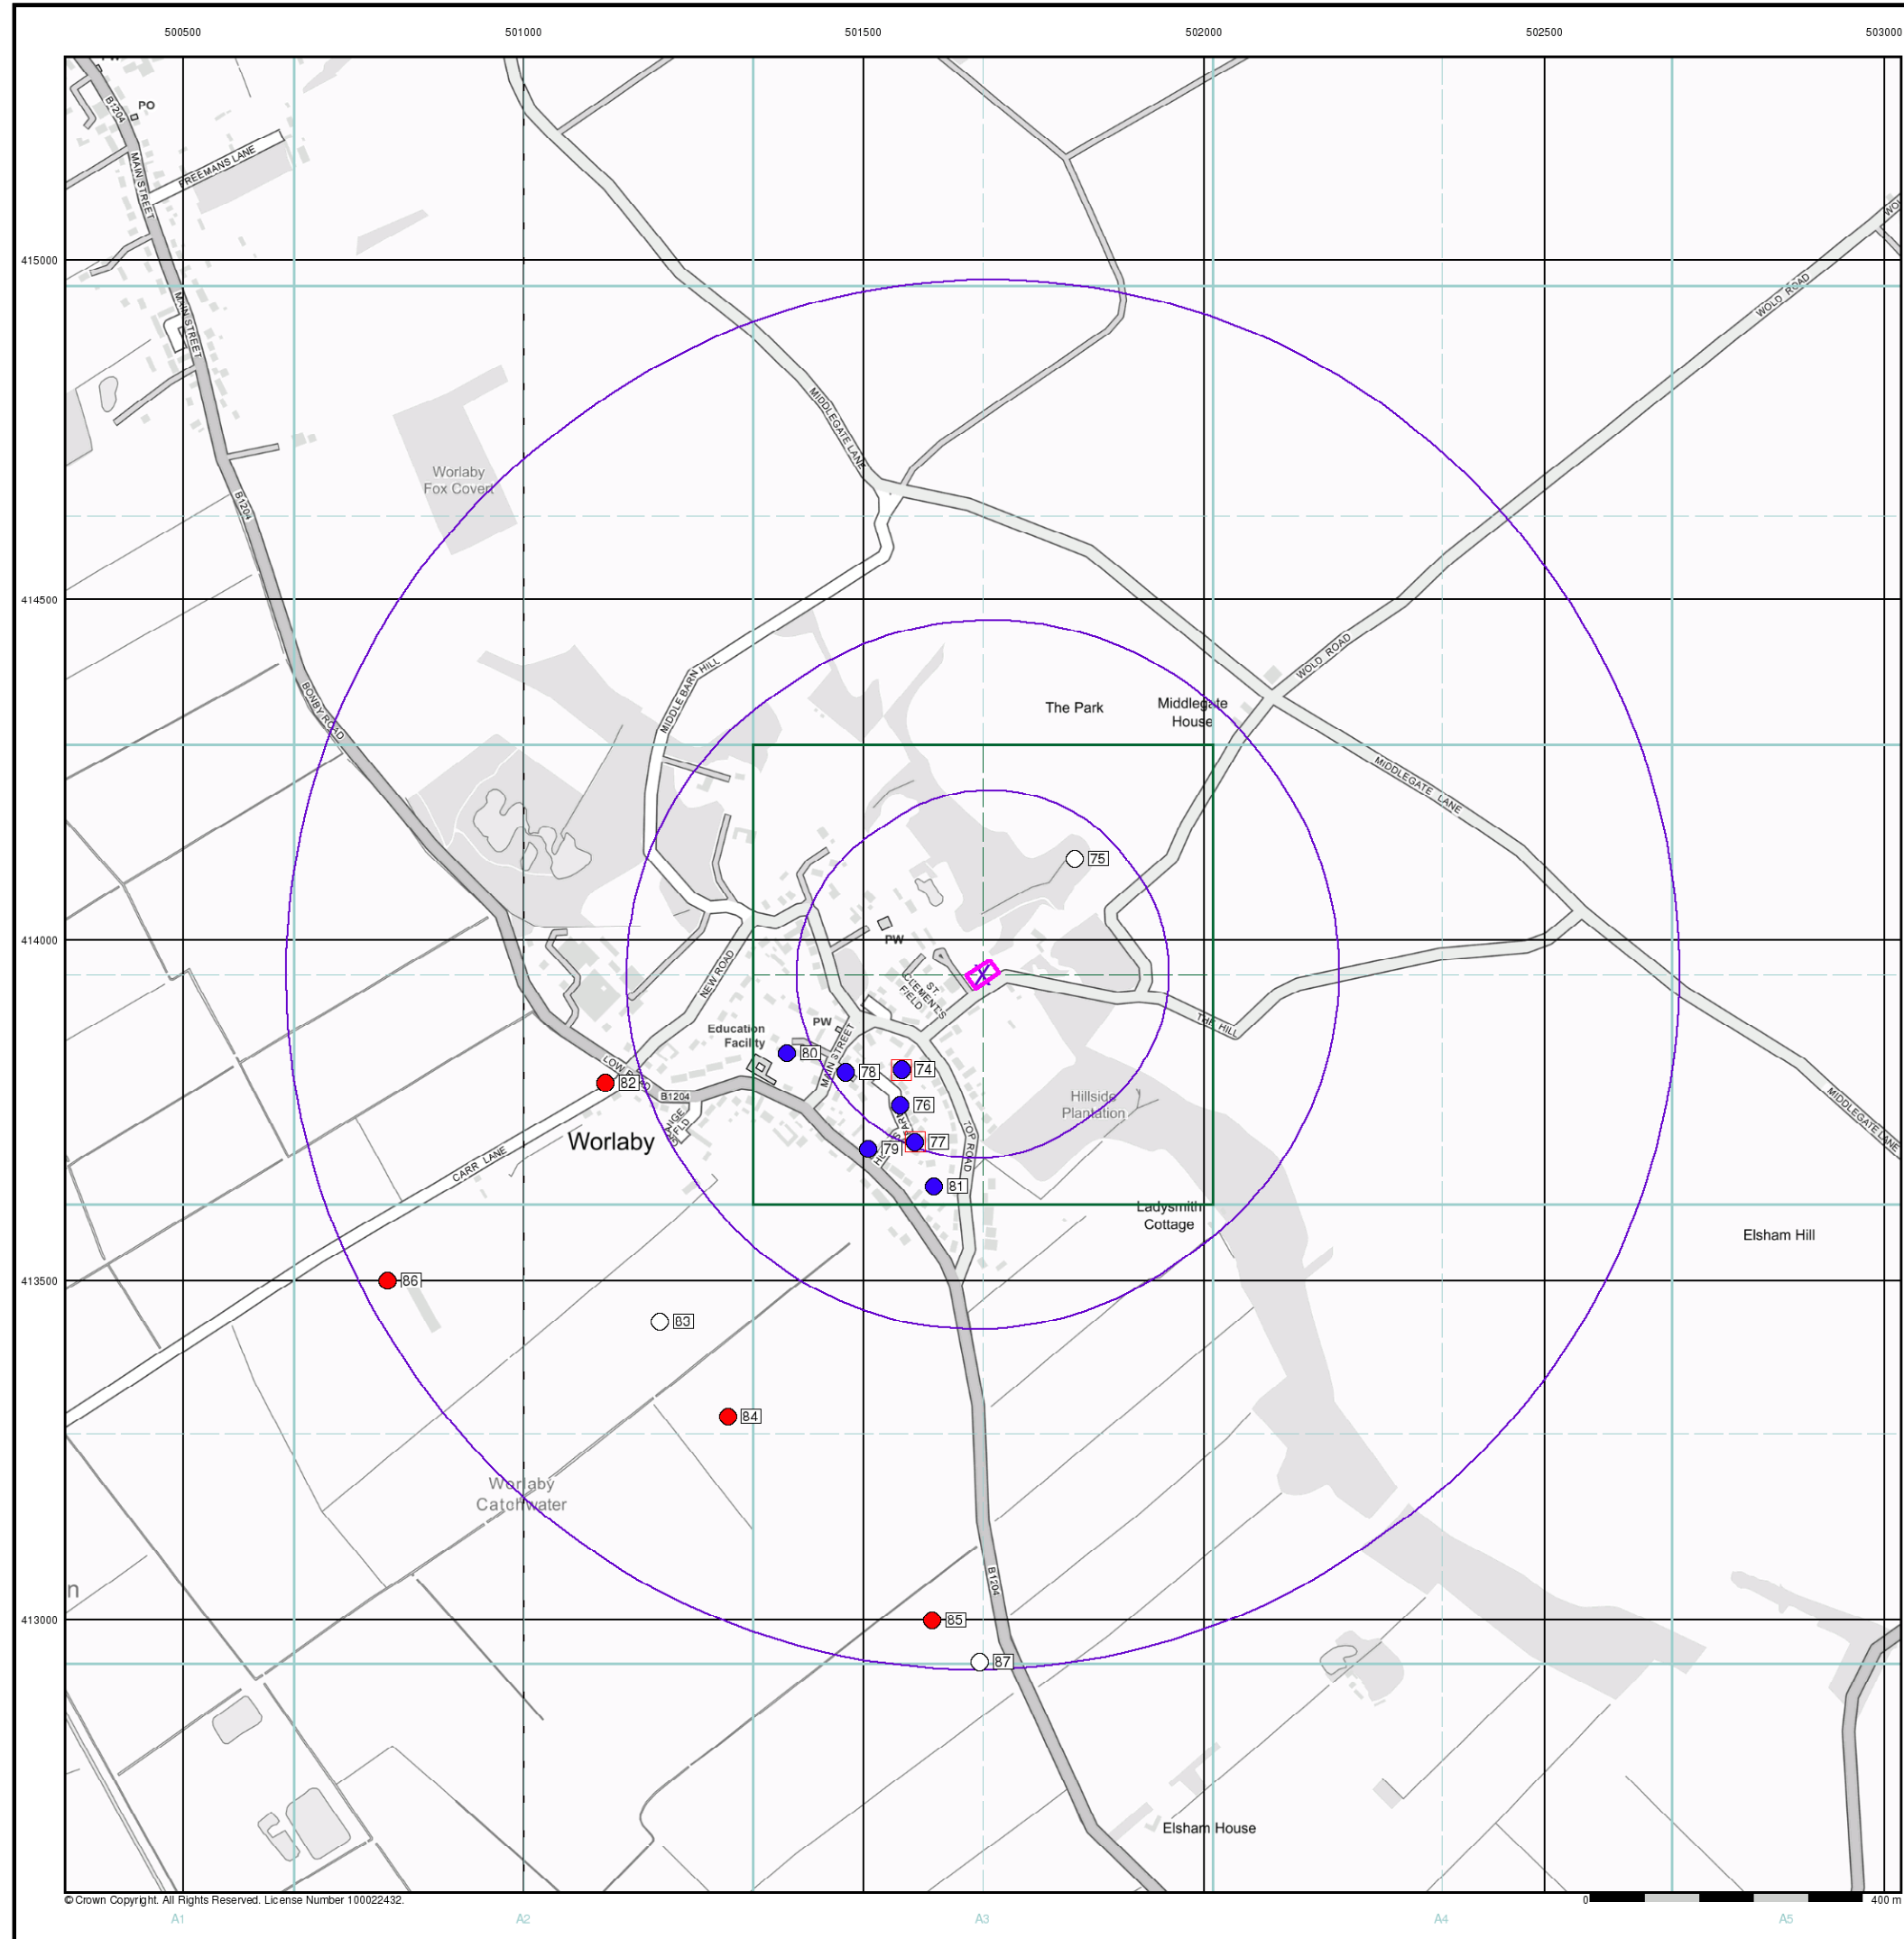 500500
501000
501500
502000
502500
503000
B1204
PO
MAIN STREET
FREEMANS LANE
WOLD ROAD
415000
MAIN STREET
MIDDLEGATE LANE
Worlaby
Fox Covert
B1204
414500
BONBY ROAD
MIDDLE BARN HILL
WOLD ROAD
The Park
Middlegate
House
MIDDLEGATE LANE
75
414000
PW
NEW ROAD
ST.
CLEMENT'S
FIELD
THE HILL
Education
Facility
PW
MAIN STREET
80
78
74
82
B1204
76
Hillside
Plantation
MIDDLEGATE LANE
Worlaby
77
79
TOP ROAD
CARR LANE
81
Ladysmith
Cottage
Elsham Hill
413500
86
83
84
Worlaby
Catchwater
n
B1204
413000
85
87
Elsham House
© Crown Copyright. All Rights Reserved. License Number 100022432.
0
400 m
A1
A2
A3
A4
A5